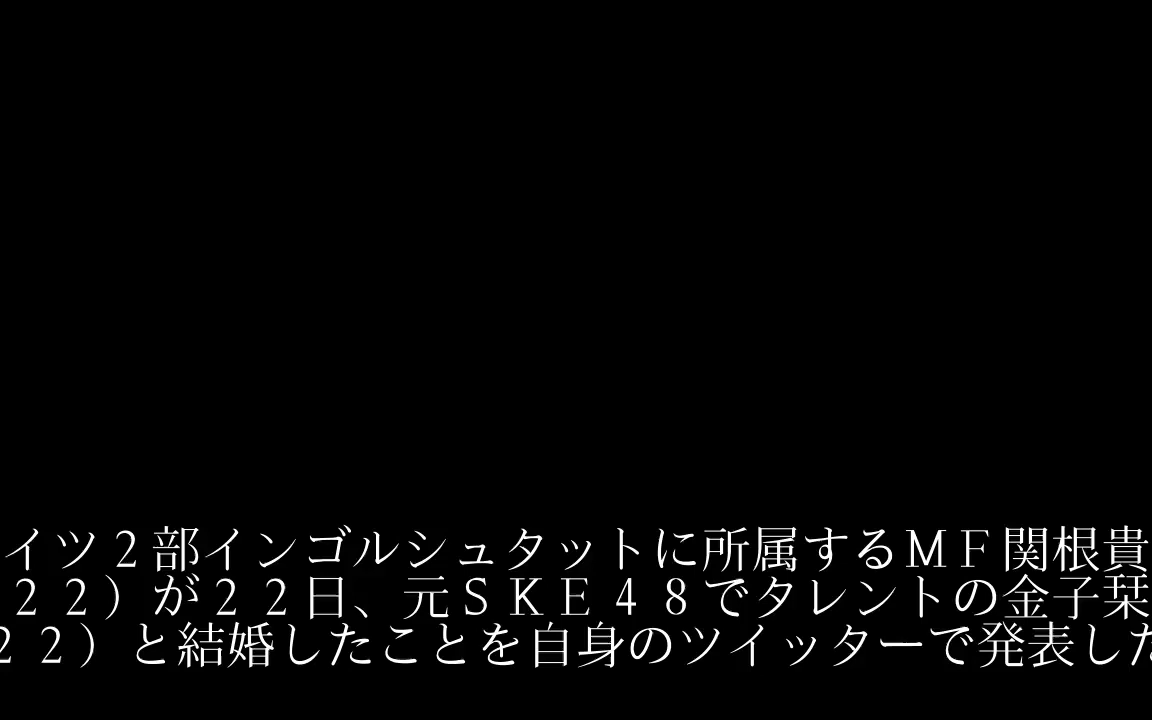 イツ２部インゴルシュタットに所属するＭＦ関根貴
２２）が２２日、元ＳＫＥ４８でタレントの金子栞
２２）と結婚したことを自身のツイッターで発表した